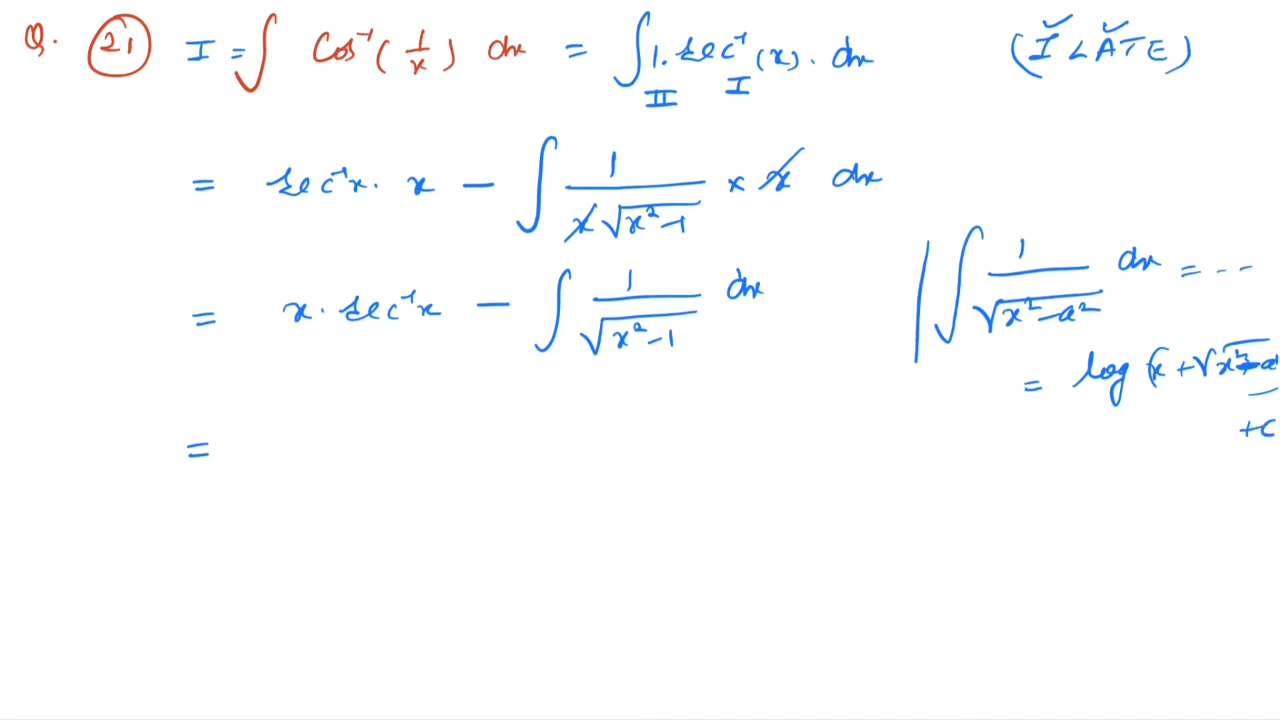 Q. (21) I = ∫ Cos⁻¹(1/x) dx = ∫ 1. sec⁻¹(x). dx (ILATE)
II I
= sec⁻¹x. x − ∫ 1/(x√(x²−1)) × x dx
= x. sec⁻¹x − ∫ 1/√(x²−1) dx | ∫ 1/√(x²−a²) dx = ...
= log (x + √x²−a
+c
=